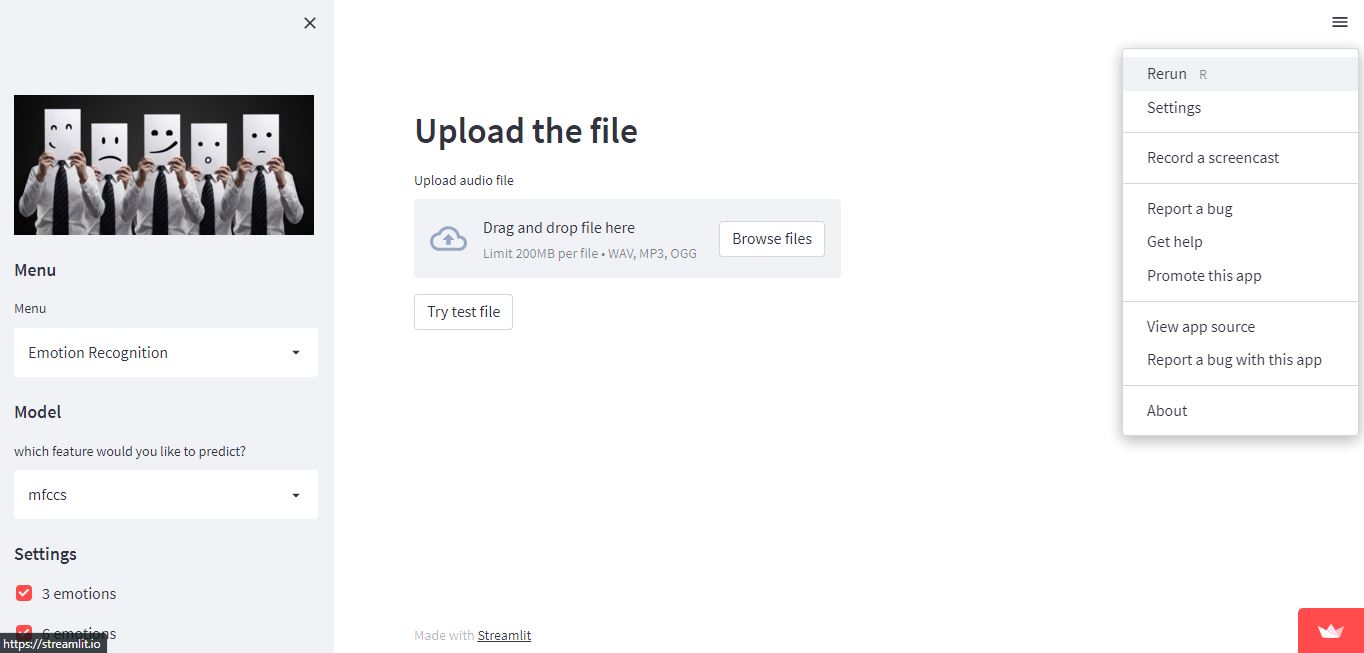 Menu
Menu
Emotion Recognition
Model
which feature would you like to predict?
mfccs
Settings
3 emotions
6 emotions
https://streamlit.io
Upload the file
Upload audio file
Drag and drop file here
Limit 200MB per file • WAV, MP3, OGG
Browse files
Try test file
Made with Streamlit
Rerun R
Settings
Record a screencast
Report a bug
Get help
Promote this app
View app source
Report a bug with this app
About